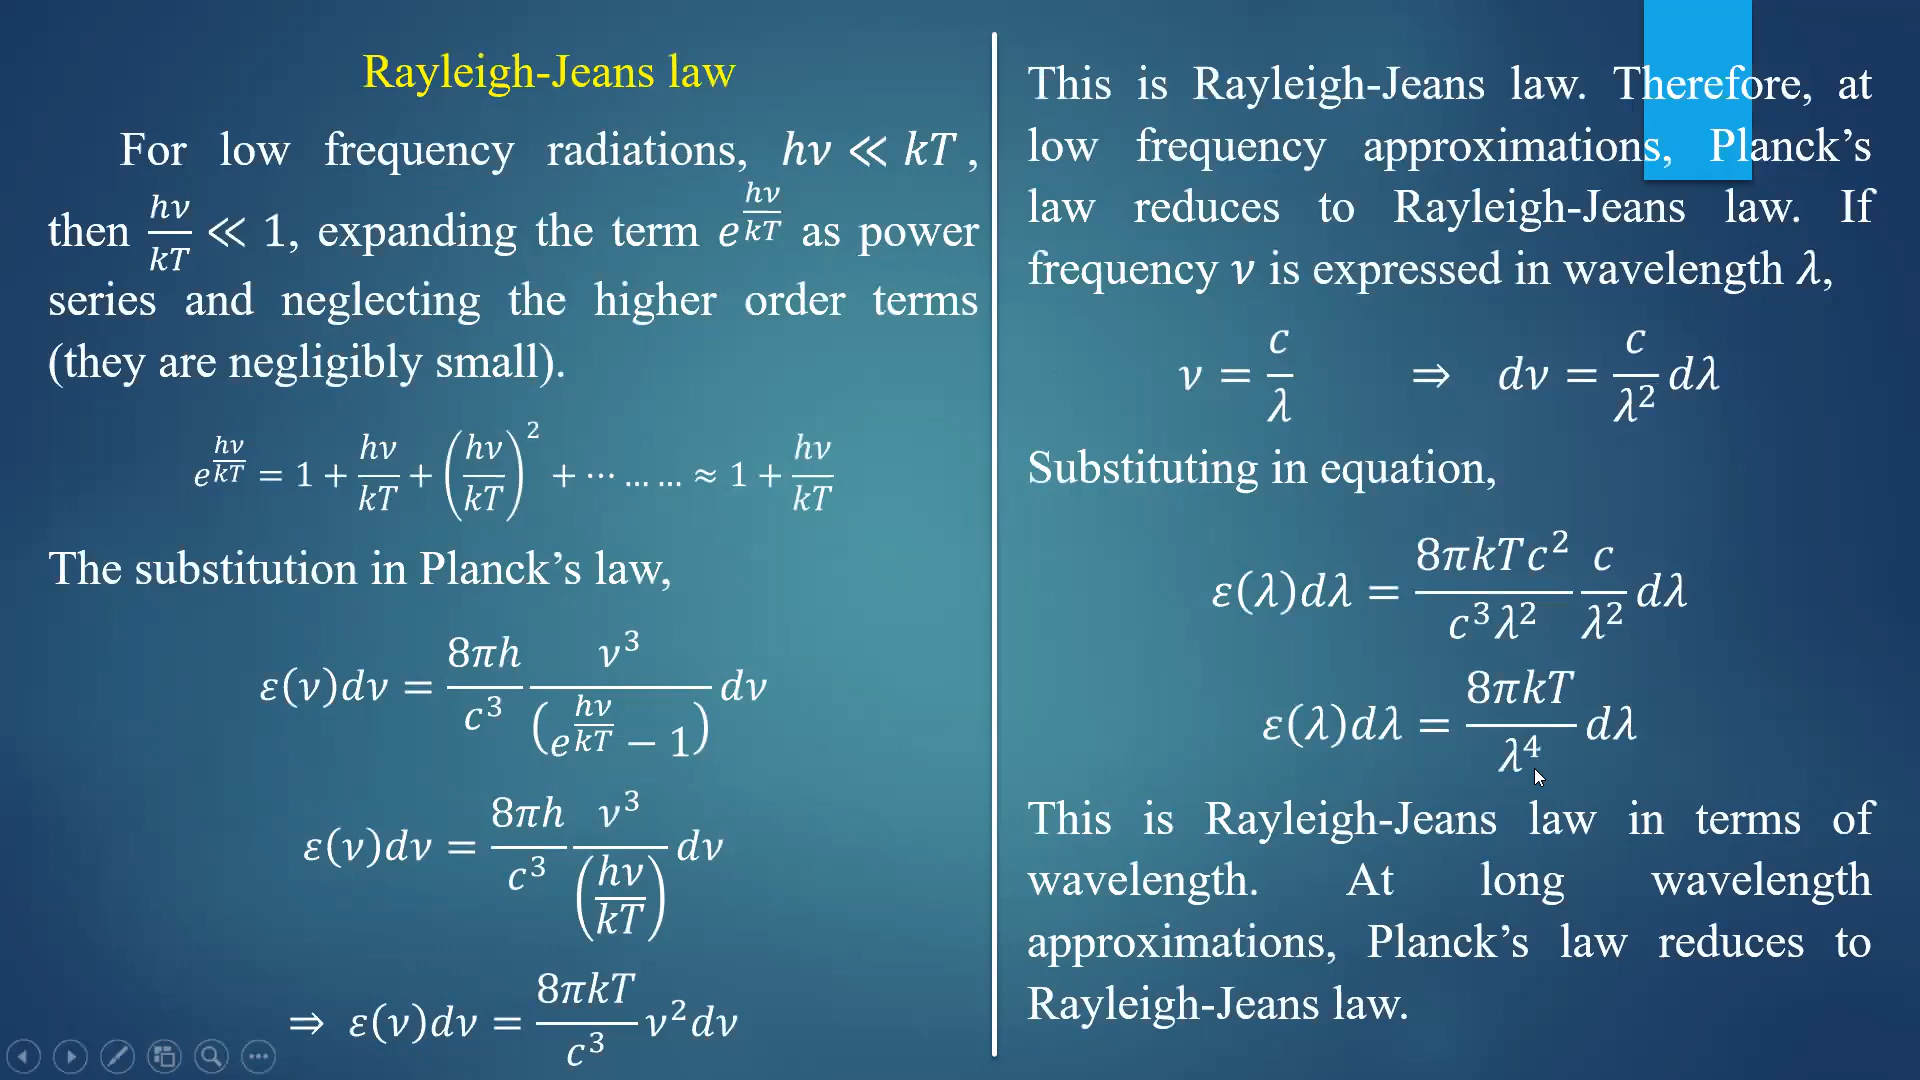 Rayleigh-Jeans law
For low frequency radiations, hν ≪ kT ,
then hν/kT ≪ 1, expanding the term e^(hν/kT) as power
series and neglecting the higher order terms
(they are negligibly small).
e^(hν/kT) = 1 + hν/kT + (hν/kT)^2 + ⋯ … … ≈ 1 + hν/kT
The substitution in Planck’s law,
ε(ν)dν = 8πh/c^3 ν^3/(e^(hν/kT) − 1) dν
ε(ν)dν = 8πh/c^3 ν^3/(hν/kT) dν
⇒ ε(ν)dν = 8πkT/c^3 ν^2 dν
This is Rayleigh-Jeans law. Therefore, at
low frequency approximations, Planck’s
law reduces to Rayleigh-Jeans law. If
frequency ν is expressed in wavelength λ,
ν = c/λ ⇒ dν = c/λ^2 dλ
Substituting in equation,
ε(λ)dλ = 8πkTc^2/c^3λ^2 c/λ^2 dλ
ε(λ)dλ = 8πkT/λ^4 dλ
This is Rayleigh-Jeans law in terms of
wavelength. At long wavelength
approximations, Planck’s law reduces to
Rayleigh-Jeans law.